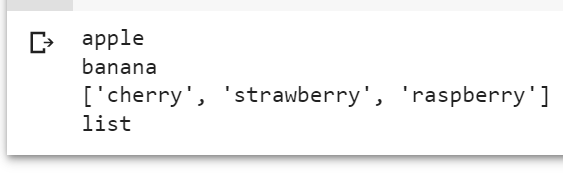 apple
banana
['cherry', 'strawberry', 'raspberry']
list